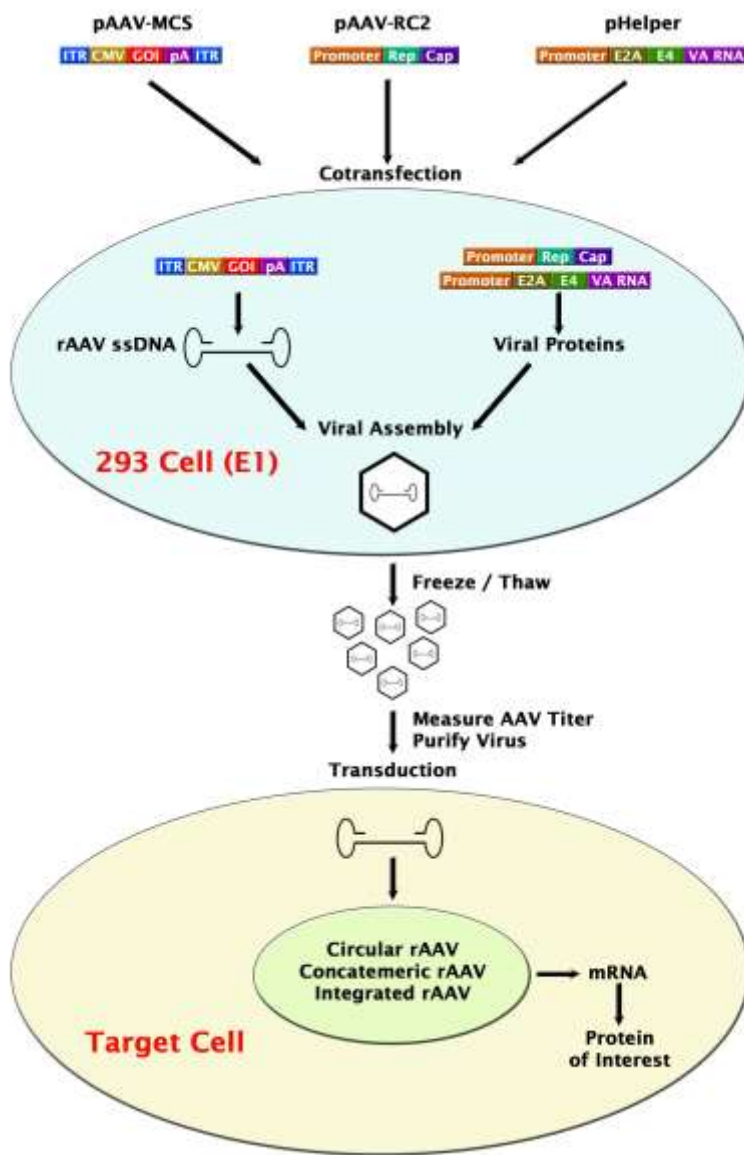 pAAV-MCS pAAV-RC2 pHelper
ITR CMV GOI pA ITR Promoter Rep Cap Promoter E2A E4 VA RNA
Cotransfection
Promoter Rep Cap
ITR CMV GOI pA ITR Promoter E2A E4 VA RNA
rAAV ssDNA Viral Proteins
Viral Assembly
293 Cell (E1)
Freeze / Thaw
Measure AAV Titer
Purify Virus
Transduction
Circular rAAV
Concatemeric rAAV mRNA
Integrated rAAV
Target Cell Protein
of Interest